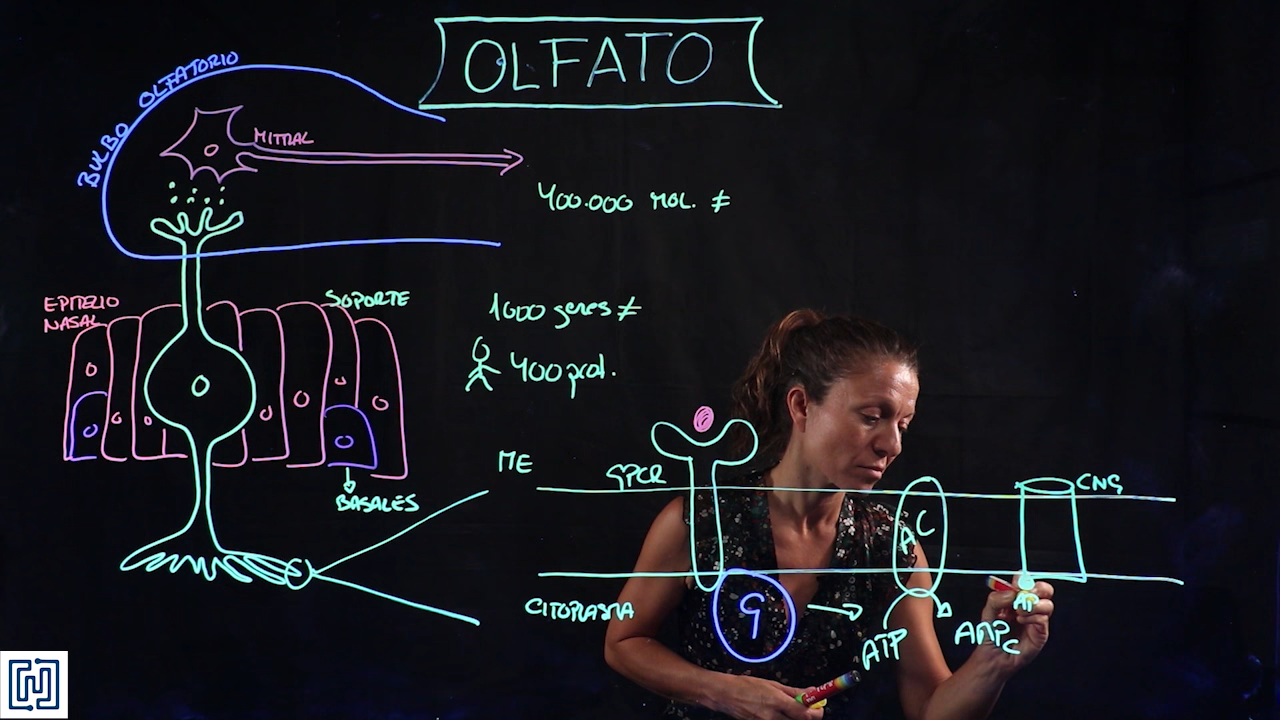 OLFATO
BULBO OLFATORIO
MITRAL
400.000 MOL. ≠
EPITELIO
NASAL
SOPORTE
1000 genes ≠
400 prot.
BASALES
ME
GPCR
AC
CNG
CITOPLASMA
G
ATP
AMPc